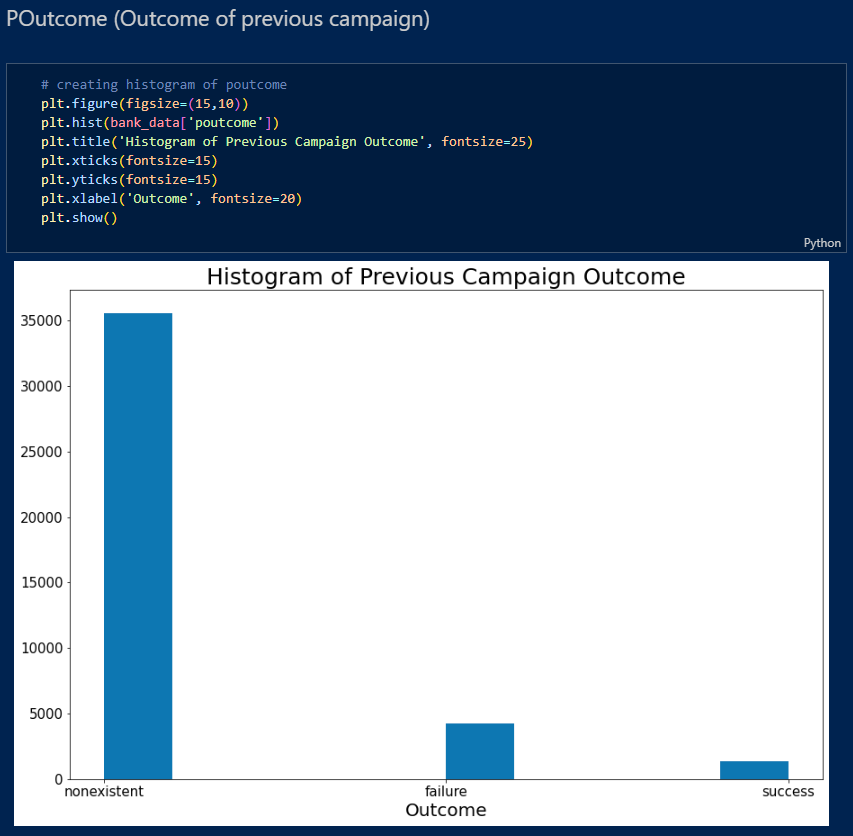 POutcome (Outcome of previous campaign)
# creating histogram of poutcome
plt.figure(figsize=(15,10))
plt.hist(bank_data['poutcome'])
plt.title('Histogram of Previous Campaign Outcome', fontsize=25)
plt.xticks(fontsize=15)
plt.yticks(fontsize=15)
plt.xlabel('Outcome', fontsize=20)
plt.show()
Python
Histogram of Previous Campaign Outcome
35000
30000
25000
20000
15000
10000
5000
0
nonexistent failure success
Outcome